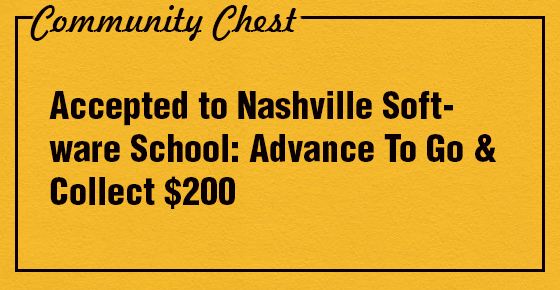 Community Chest
Accepted to Nashville Soft-
ware School: Advance To Go &
Collect $200